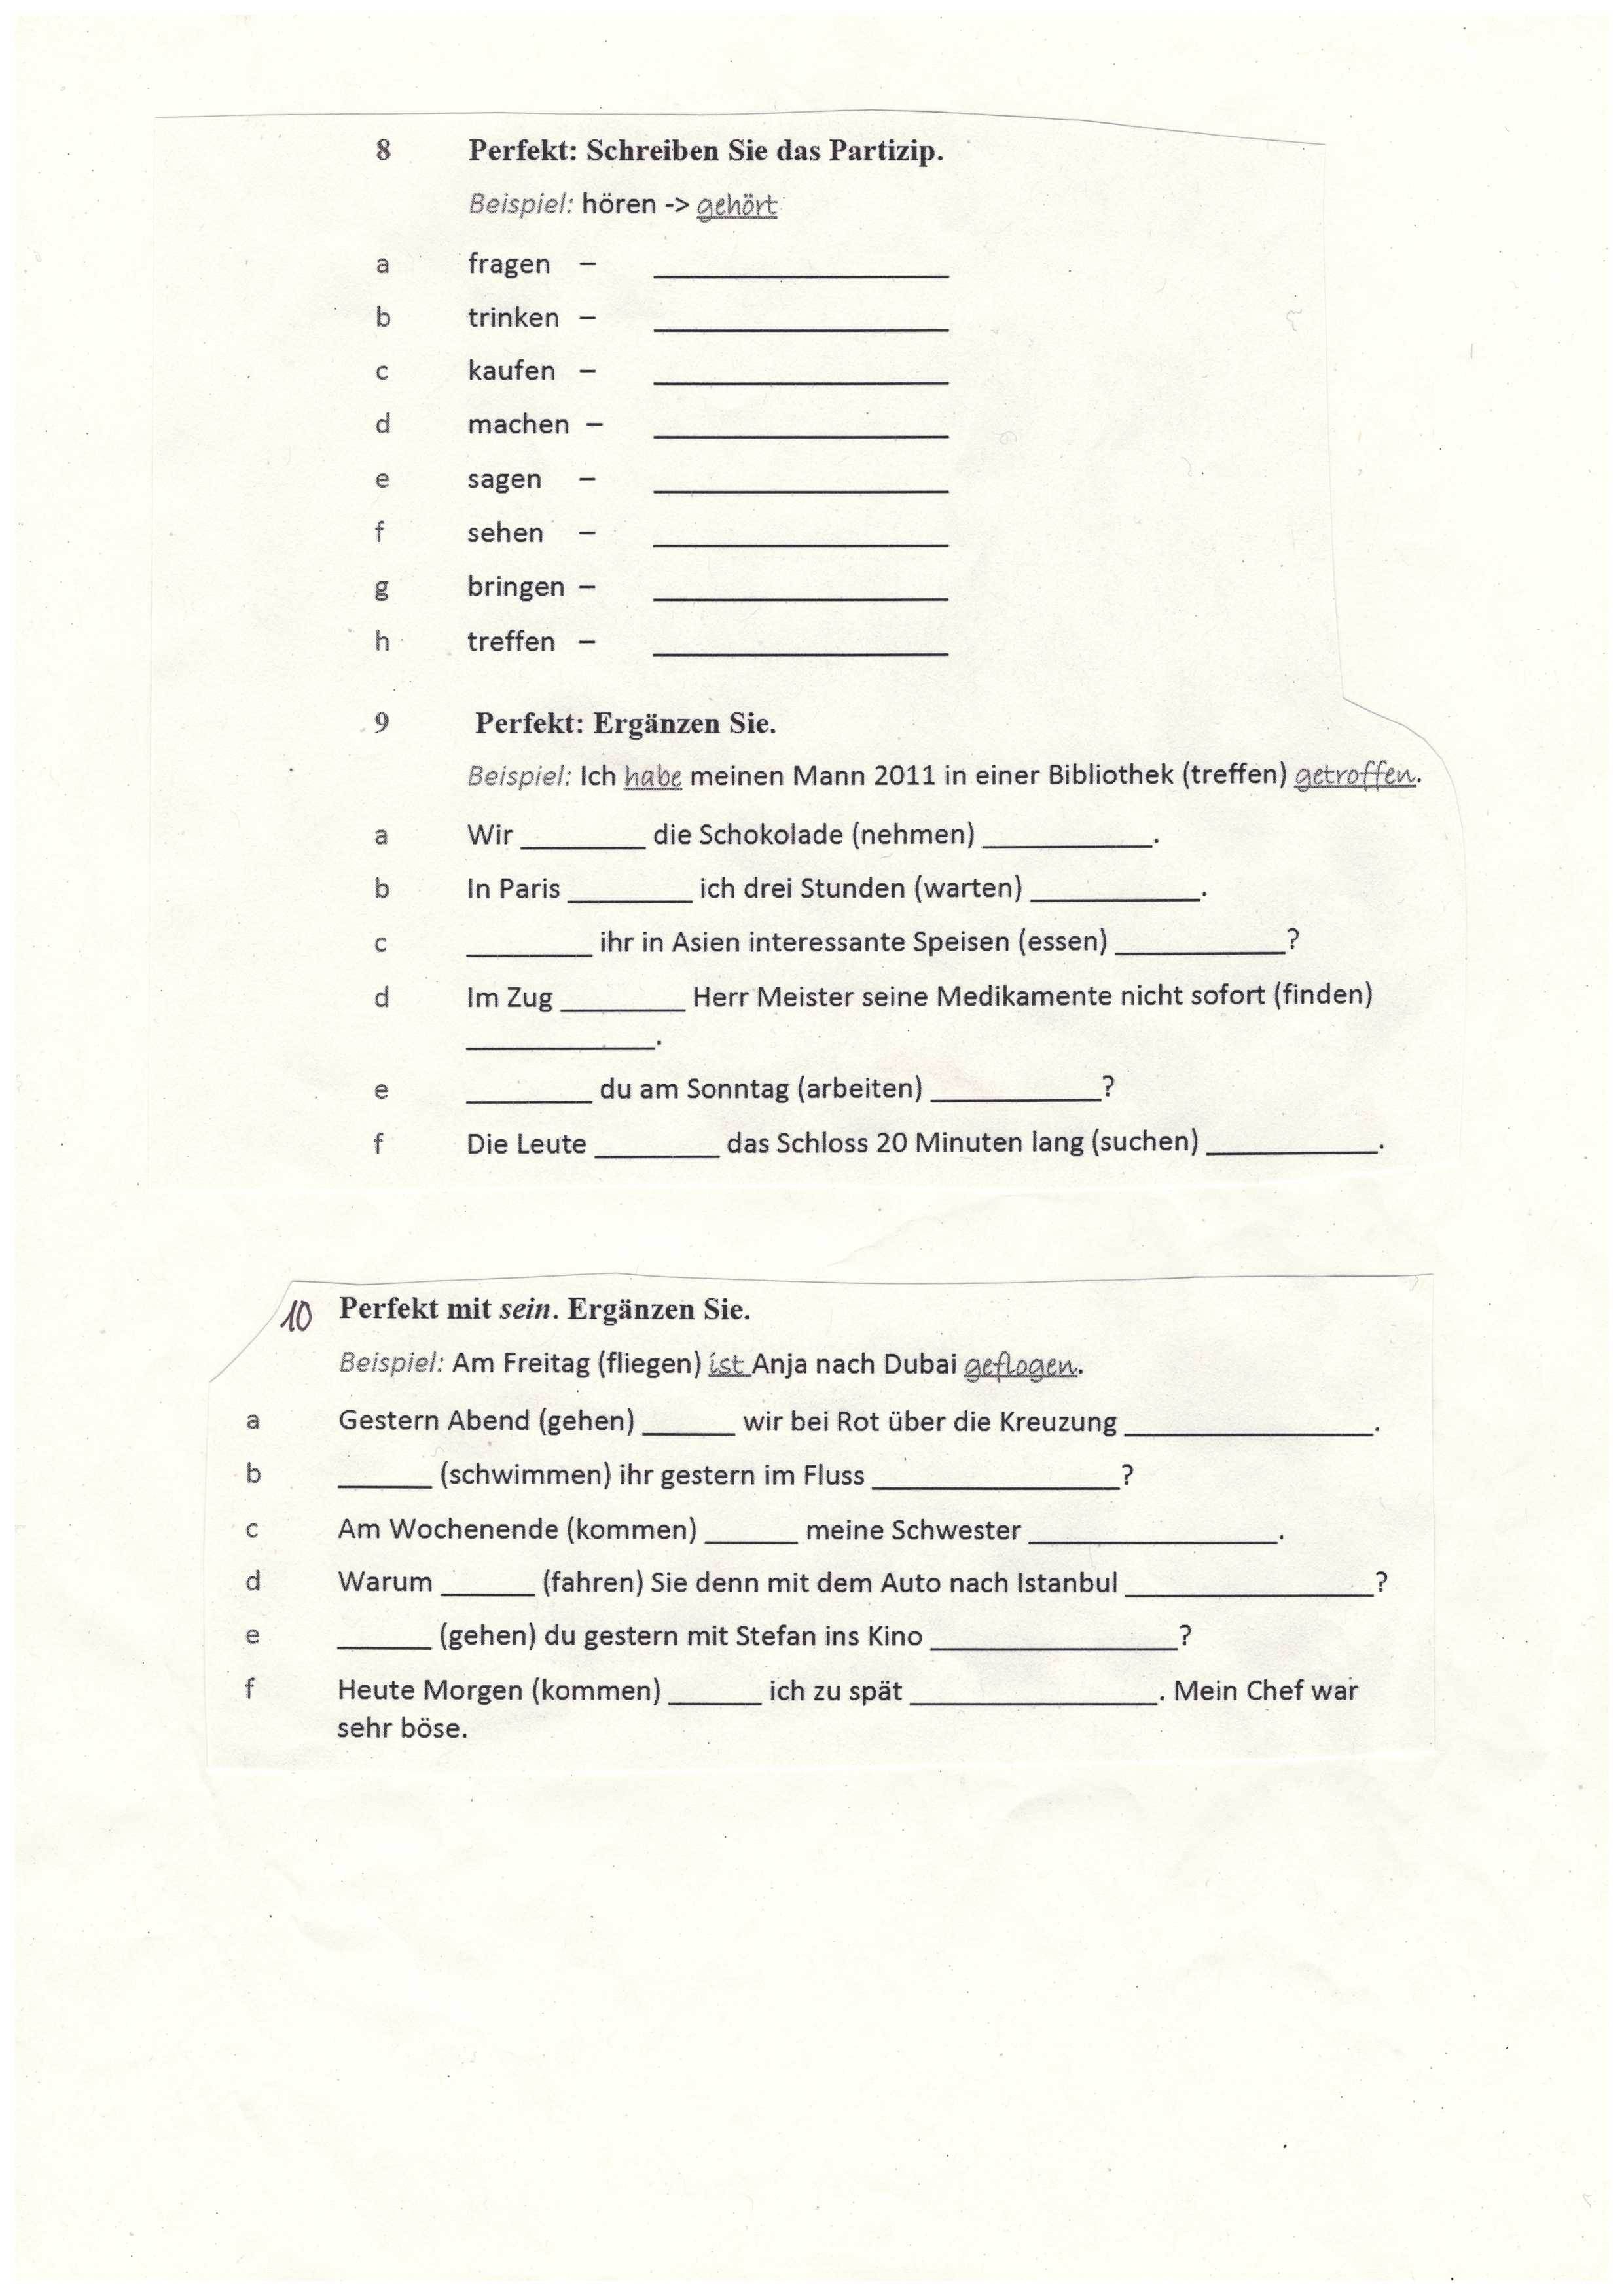 8 Perfekt: Schreiben Sie das Partizip.
Beispiel: hören -> gehört
a fragen – ____________
b trinken – ____________
c kaufen – ____________
d machen – ____________
e sagen – ____________
f sehen – ____________
g bringen – ____________
h treffen – ____________
9 Perfekt: Ergänzen Sie.
Beispiel: Ich habe meinen Mann 2011 in einer Bibliothek (treffen) getroffen.
a Wir ________ die Schokolade (nehmen) ___________.
b In Paris ________ ich drei Stunden (warten) ___________.
c ________ ihr in Asien interessante Speisen (essen) ___________?
d Im Zug ________ Herr Meister seine Medikamente nicht sofort (finden)
____________.
e ________ du am Sonntag (arbeiten) ___________?
f Die Leute ________ das Schloss 20 Minuten lang (suchen) ___________.
10 Perfekt mit sein. Ergänzen Sie.
Beispiel: Am Freitag (fliegen) ist Anja nach Dubai geflogen.
a Gestern Abend (gehen) ______ wir bei Rot über die Kreuzung ________________.
b ______ (schwimmen) ihr gestern im Fluss ________________?
c Am Wochenende (kommen) ______ meine Schwester ________________.
d Warum ______ (fahren) Sie denn mit dem Auto nach Istanbul ________________?
e ______ (gehen) du gestern mit Stefan ins Kino ________________?
f Heute Morgen (kommen) ______ ich zu spät ________________. Mein Chef war
sehr böse.